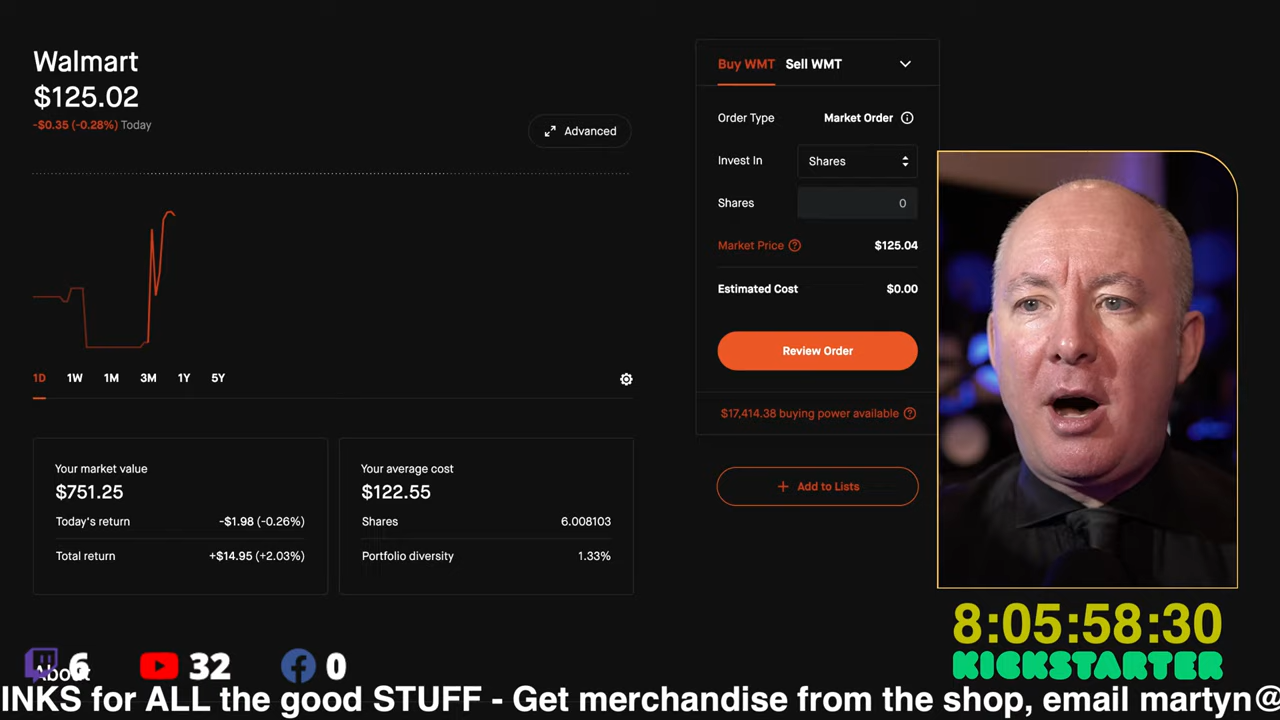 Walmart
$125.02
-$0.35 (-0.28%) Today
Advanced
1D 1W 1M 3M 1Y 5Y
Your market value
$751.25
Today's return -$1.98 (-0.26%)
Total return +$14.95 (+2.03%)
Your average cost
$122.55
Shares 6.008103
Portfolio diversity 1.33%
Buy WMT Sell WMT
Order Type Market Order
Invest In Shares
Shares 0
Market Price $125.04
Estimated Cost $0.00
Review Order
$17,414.38 buying power available
+ Add to Lists
8:05:58:30
KICKSTARTER
About
6 32 0
INKS for ALL the good STUFF - Get merchandise from the shop, email martyn@